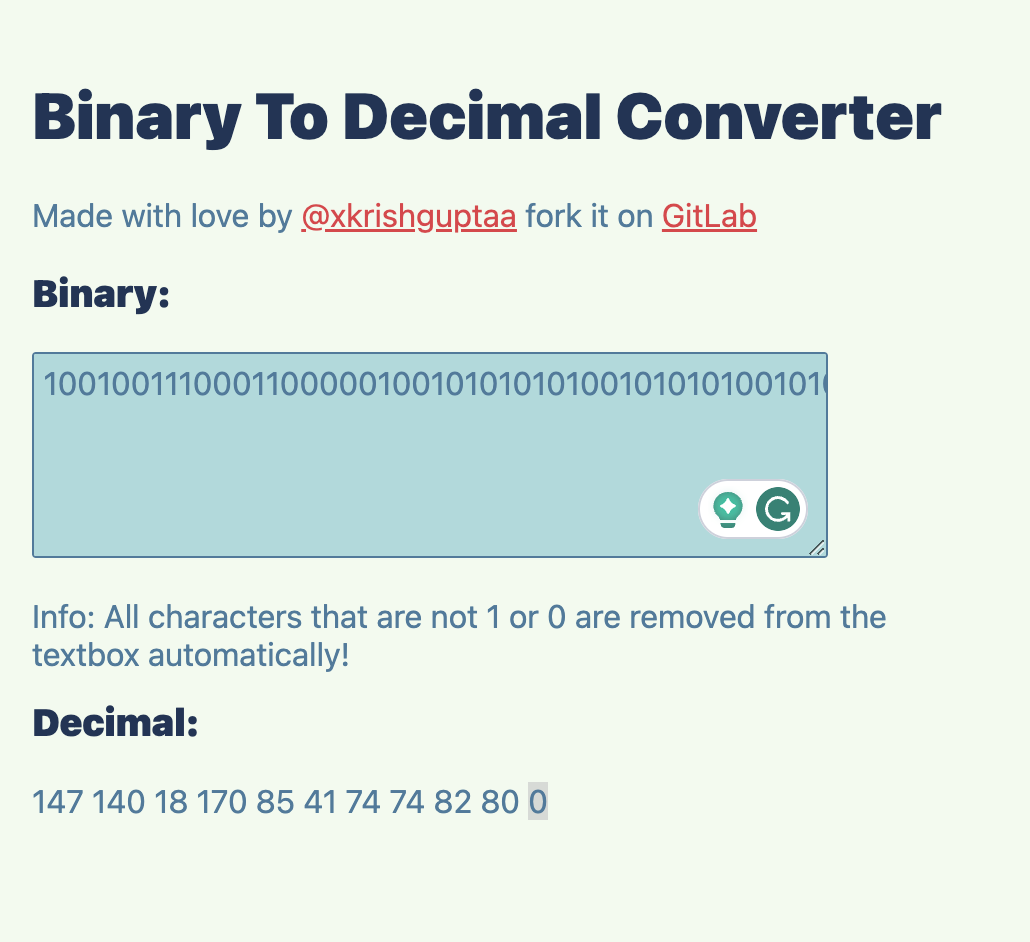 Binary To Decimal Converter
Made with love by @xkrishguptaa fork it on GitLab
Binary:
100100111000110000010010101010100101010100101
Info: All characters that are not 1 or 0 are removed from the
textbox automatically!
Decimal:
147 140 18 170 85 41 74 74 82 80 0